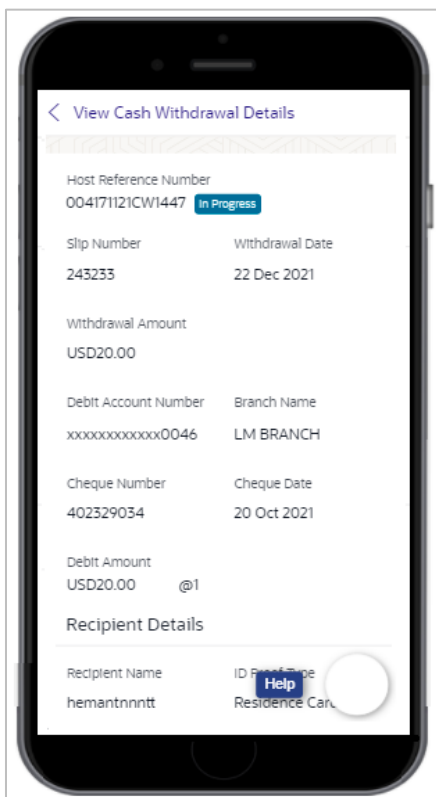 View Cash Withdrawal Details
Host Reference Number
004171121CW1447 In Progress
Slip Number Withdrawal Date
243233 22 Dec 2021
Withdrawal Amount
USD20.00
Debit Account Number Branch Name
xxxxxxxxxxxx0046 LM BRANCH
Cheque Number Cheque Date
402329034 20 Oct 2021
Debit Amount
USD20.00 @1
Recipient Details
Recipient Name ID Proof Type
Help
hemantnnntt Residence Card